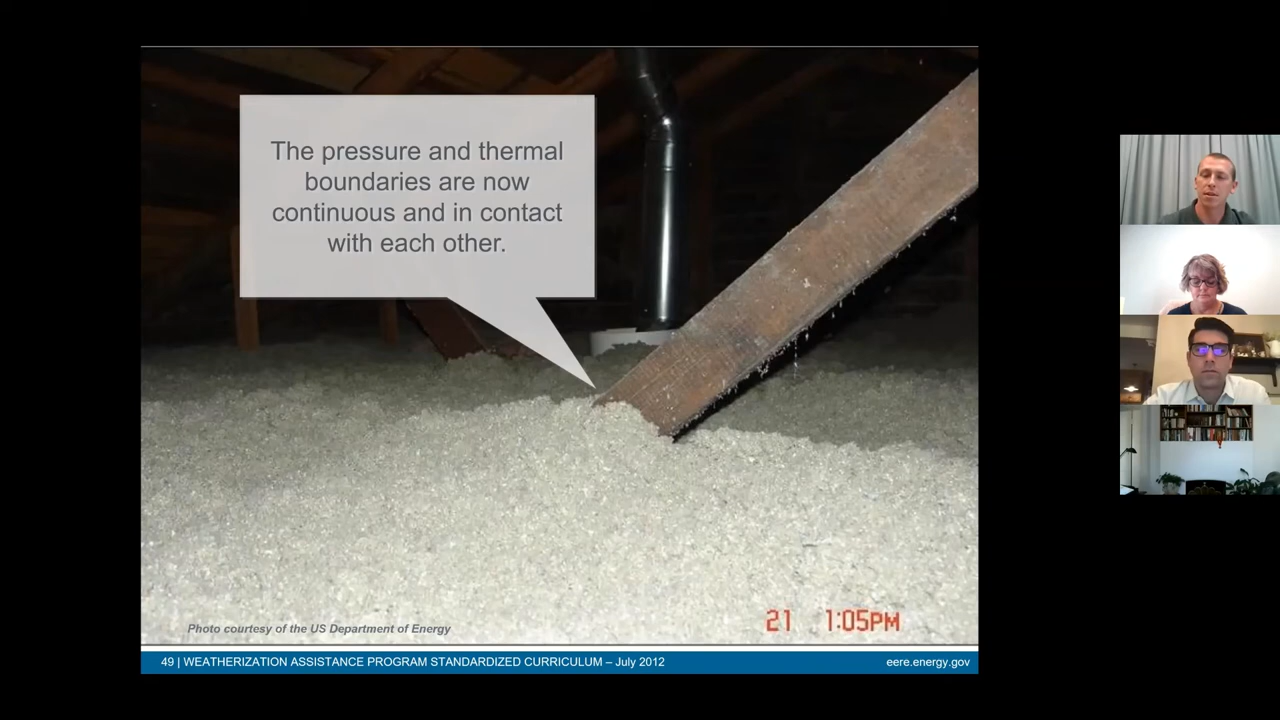 The pressure and thermal
boundaries are now
continuous and in contact
with each other.
21 1:05PM
Photo courtesy of the US Department of Energy
49 | WEATHERIZATION ASSISTANCE PROGRAM STANDARDIZED CURRICULUM – July 2012
eere.energy.gov